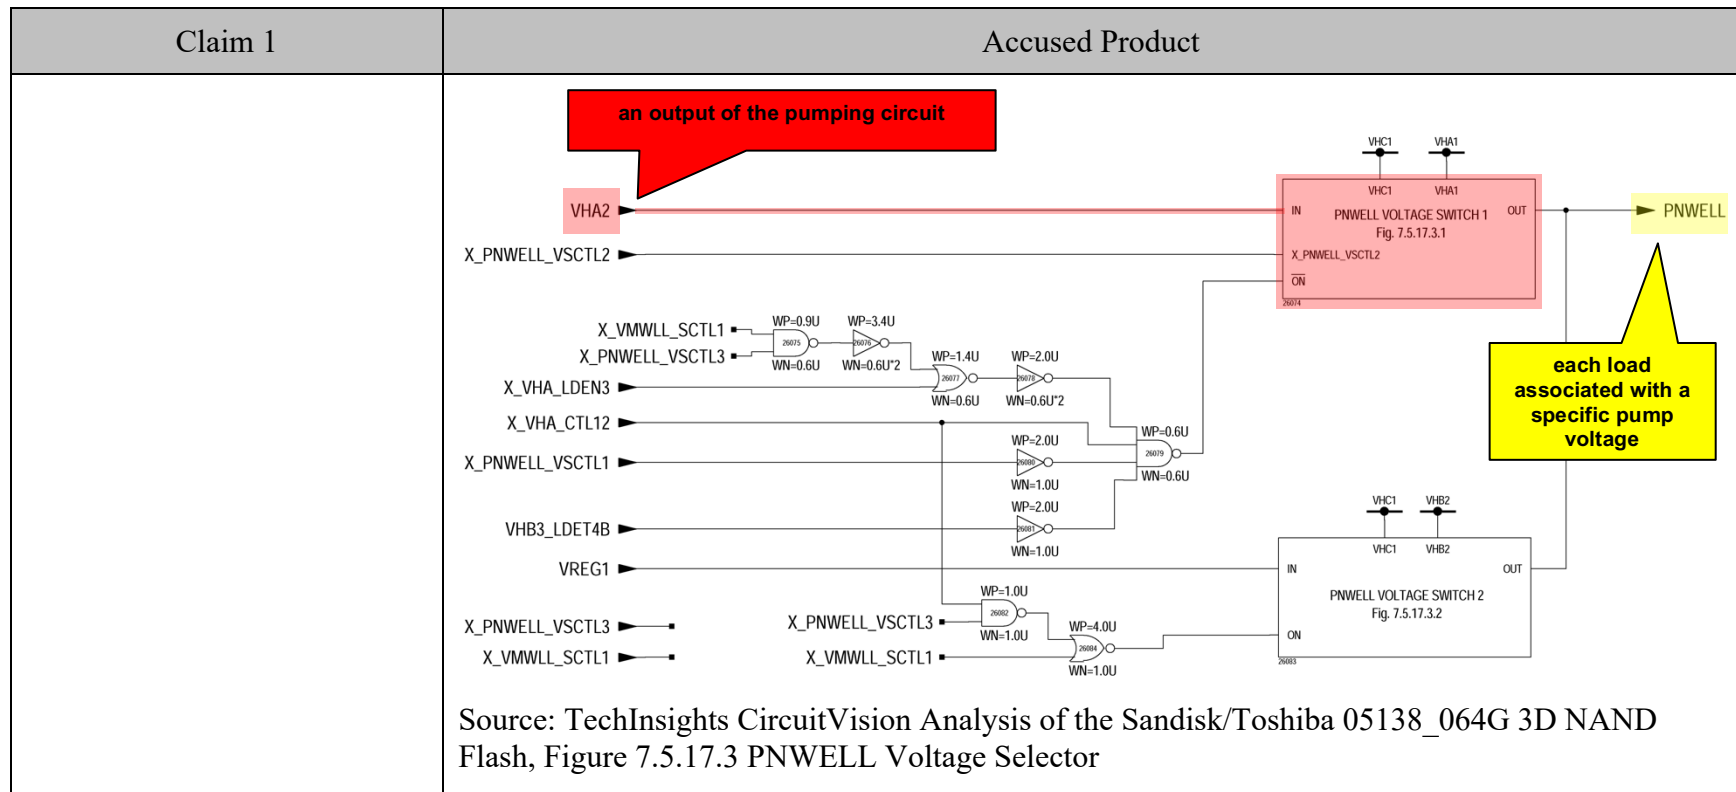 Claim 1
Accused Product
an output of the pumping circuit
VHC1 VHA1
VHC1 VHA1
VHA2
IN
PNWELL VOLTAGE SWITCH 1
OUT
PNWELL
Fig. 7.5.17.3.1
X_PNWELL_VSCTL2
X_PNWELL_VSCTL2
ON
26074
each load
associated with a
specific pump
voltage
X_VMWLL_SCTL1
WP=0.9U WP=3.4U
26075 26076
X_PNWELL_VSCTL3
WN=0.6U WN=0.6U*2
WP=1.4U WP=2.0U
26077 26078
X_VHA_LDEN3
WN=0.6U WN=0.6U*2
X_VHA_CTL12
WP=0.6U
26079
WN=0.6U
WP=2.0U
X_PNWELL_VSCTL1
26080
WN=1.0U
WP=2.0U
VHB3_LDET4B
26081
WN=1.0U
VHC1 VHB2
VHC1 VHB2
VREG1
IN
OUT
PNWELL VOLTAGE SWITCH 2
Fig. 7.5.17.3.2
WP=1.0U
26082
X_PNWELL_VSCTL3
X_PNWELL_VSCTL3
WN=1.0U
WP=4.0U
ON
X_VMWLL_SCTL1
X_VMWLL_SCTL1
26084
WN=1.0U
26083
Source: TechInsights CircuitVision Analysis of the Sandisk/Toshiba 05138_064G 3D NAND
Flash, Figure 7.5.17.3 PNWELL Voltage Selector